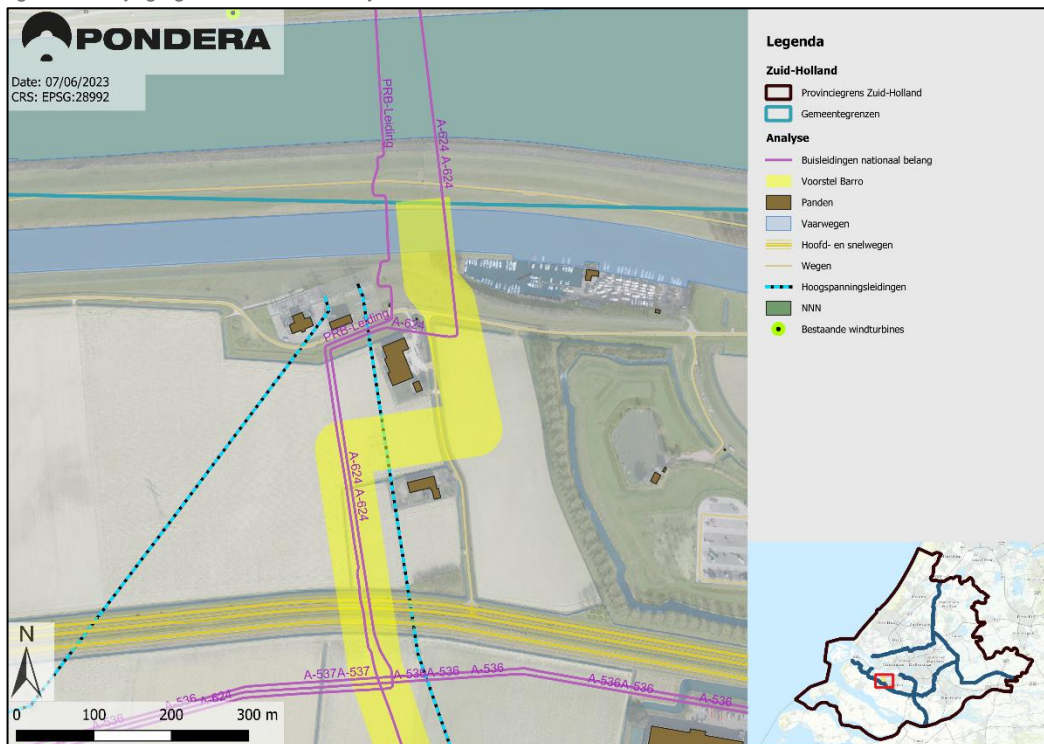 PONDERA
Date: 07/06/2023
CRS: EPSG:28992
PRB-Leiding
A-624 A-624
PRB-Leiding
A-624
A-624 A-624
A-537A-537
A-536A-536
A-536
A-536A-536
A-536
A-536
A-624
A-536
N
0 100 200 300 m
Legenda
Zuid-Holland
Provinciegrens Zuid-Holland
Gemeentegrenzen
Analyse
Buisleidingen nationaal belang
Voorstel Barro
Panden
Vaarwegen
Hoofd- en snelwegen
Wegen
Hoogspanningsleidingen
NNN
Bestaande windturbines